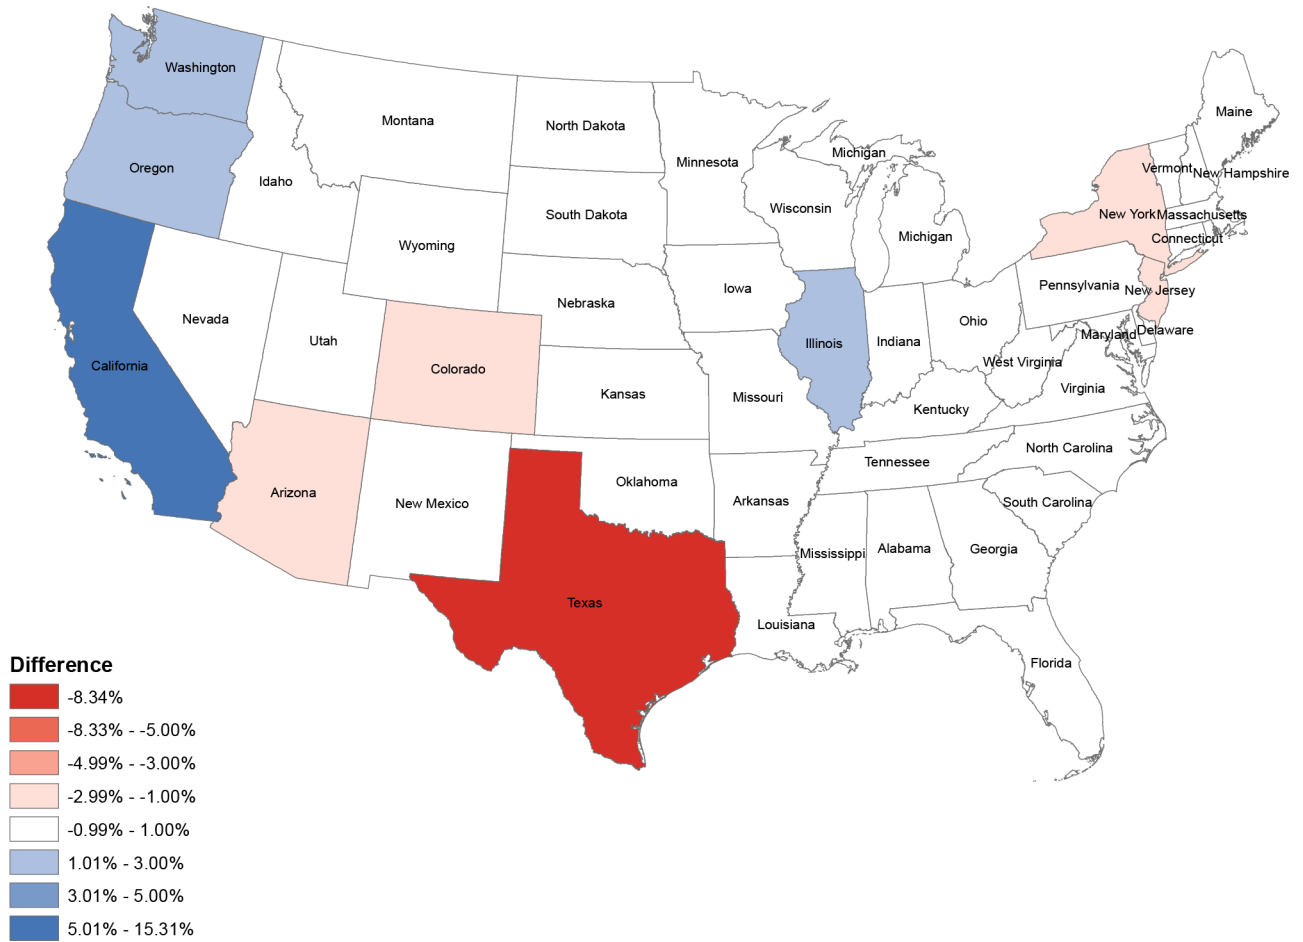 Washington
Maine
Montana
North Dakota
Michigan
Minnesota
Vermont
New Hampshire
Oregon
Idaho
Wisconsin
South Dakota
New York
Massachusetts
Connecticut
Michigan
Wyoming
Pennsylvania
Iowa
New Jersey
Nebraska
Nevada
Ohio
Delaware
Maryland
Utah
Illinois
Indiana
West Virginia
California
Colorado
Virginia
Kansas
Missouri
Kentucky
North Carolina
Tennessee
Oklahoma
Arizona
Arkansas
New Mexico
South Carolina
Mississippi
Alabama
Georgia
Texas
Louisiana
Florida
Difference
-8.34%
-8.33% - -5.00%
-4.99% - -3.00%
-2.99% - -1.00%
-0.99% - 1.00%
1.01% - 3.00%
3.01% - 5.00%
5.01% - 15.31%